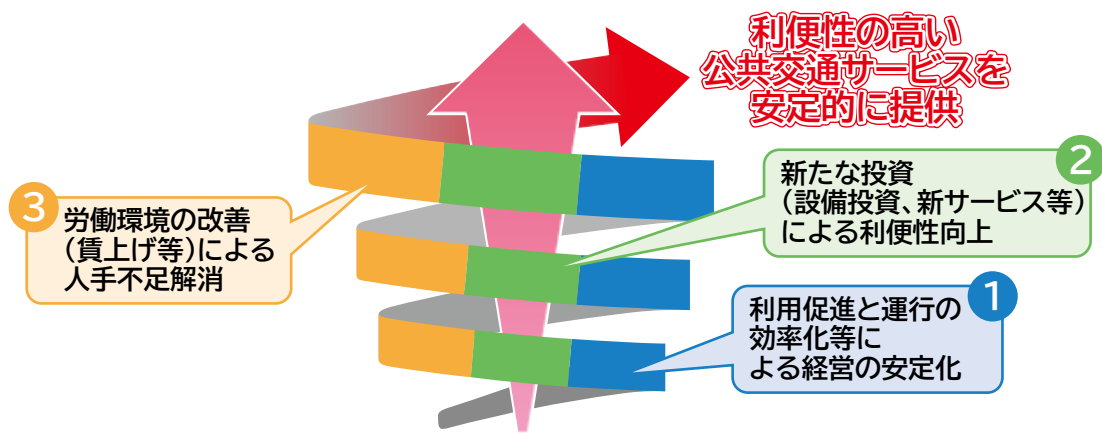 利便性の高い
公共交通サービスを
安定的に提供
2
新たな投資
(設備投資、新サービス等)
による利便性向上
3
労働環境の改善
(賃上げ等)による
人手不足解消
1
利用促進と運行の
効率化等に
よる経営の安定化